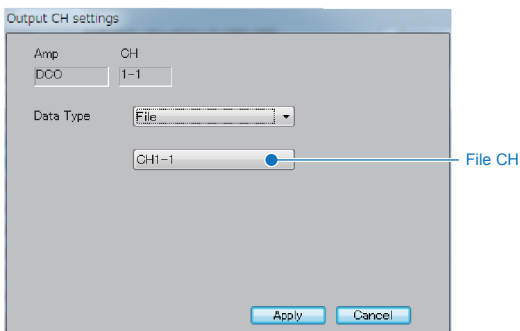 Output CH settings
Amp CH
DCO 1-1
Data Type File
CH1-1
File CH
Apply Cancel